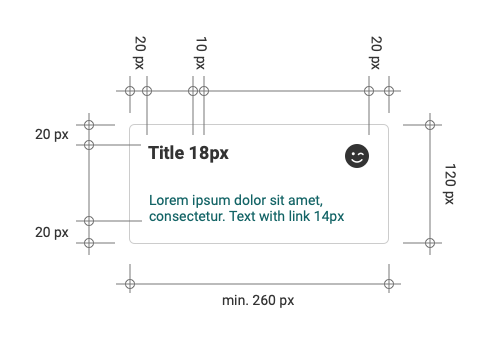 20 px
10 px
20 px
20 px
Title 18px
120 px
Lorem ipsum dolor sit amet,
consectetur. Text with link 14px
20 px
min. 260 px